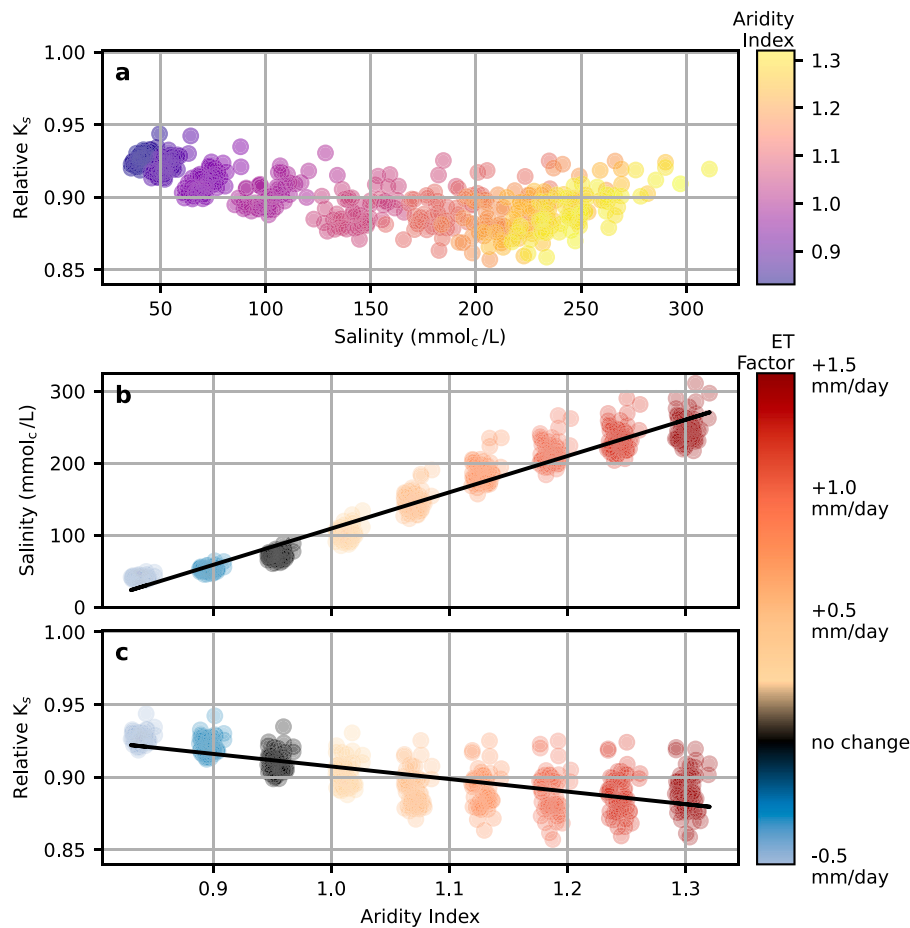 Aridity
Index
1.00
a
0.95
Relative Kₛ
0.90
0.85
50
100
150
200
250
300
Salinity (mmol_c/L)
1.3
1.2
1.1
1.0
0.9
ET
Factor
b
300
200
100
0
Salinity (mmol_c/L)
1.00
c
0.95
Relative Kₛ
0.90
0.85
0.9
1.0
1.1
1.2
1.3
Aridity Index
+1.5
mm/day
+1.0
mm/day
+0.5
mm/day
no change
-0.5
mm/day